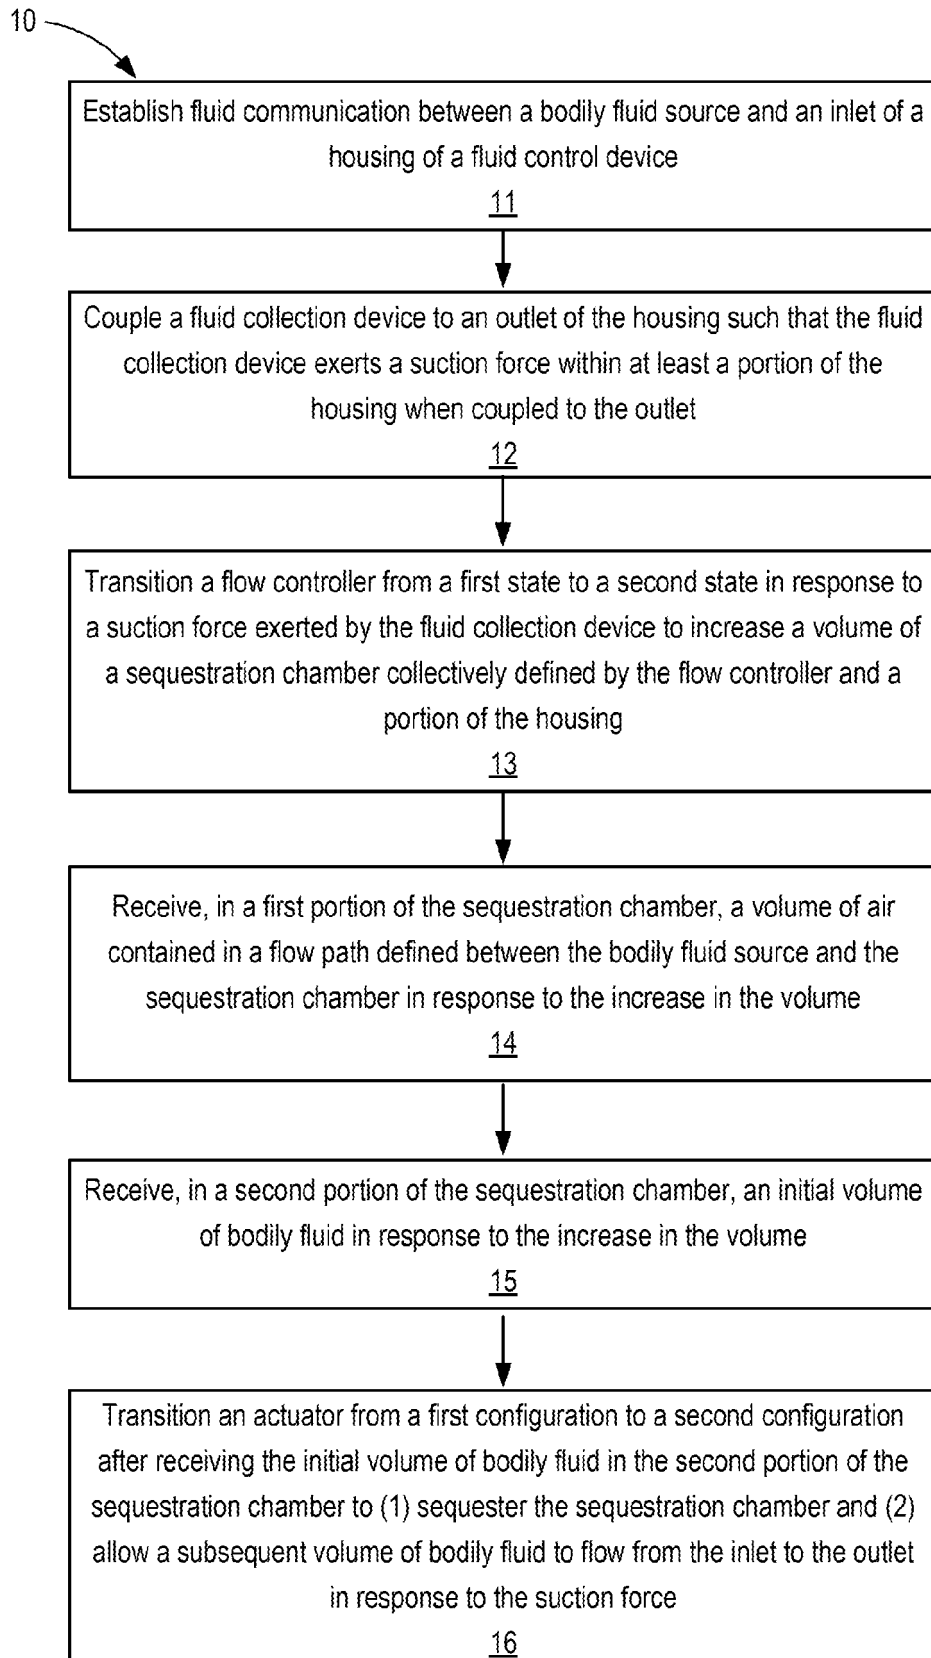 10
Establish fluid communication between a bodily fluid source and an inlet of a
housing of a fluid control device
11
Couple a fluid collection device to an outlet of the housing such that the fluid
collection device exerts a suction force within at least a portion of the
housing when coupled to the outlet
12
Transition a flow controller from a first state to a second state in response to
a suction force exerted by the fluid collection device to increase a volume of
a sequestration chamber collectively defined by the flow controller and a
portion of the housing
13
Receive, in a first portion of the sequestration chamber, a volume of air
contained in a flow path defined between the bodily fluid source and the
sequestration chamber in response to the increase in the volume
14
Receive, in a second portion of the sequestration chamber, an initial volume
of bodily fluid in response to the increase in the volume
15
Transition an actuator from a first configuration to a second configuration
after receiving the initial volume of bodily fluid in the second portion of the
sequestration chamber to (1) sequester the sequestration chamber and (2)
allow a subsequent volume of bodily fluid to flow from the inlet to the outlet
in response to the suction force
16